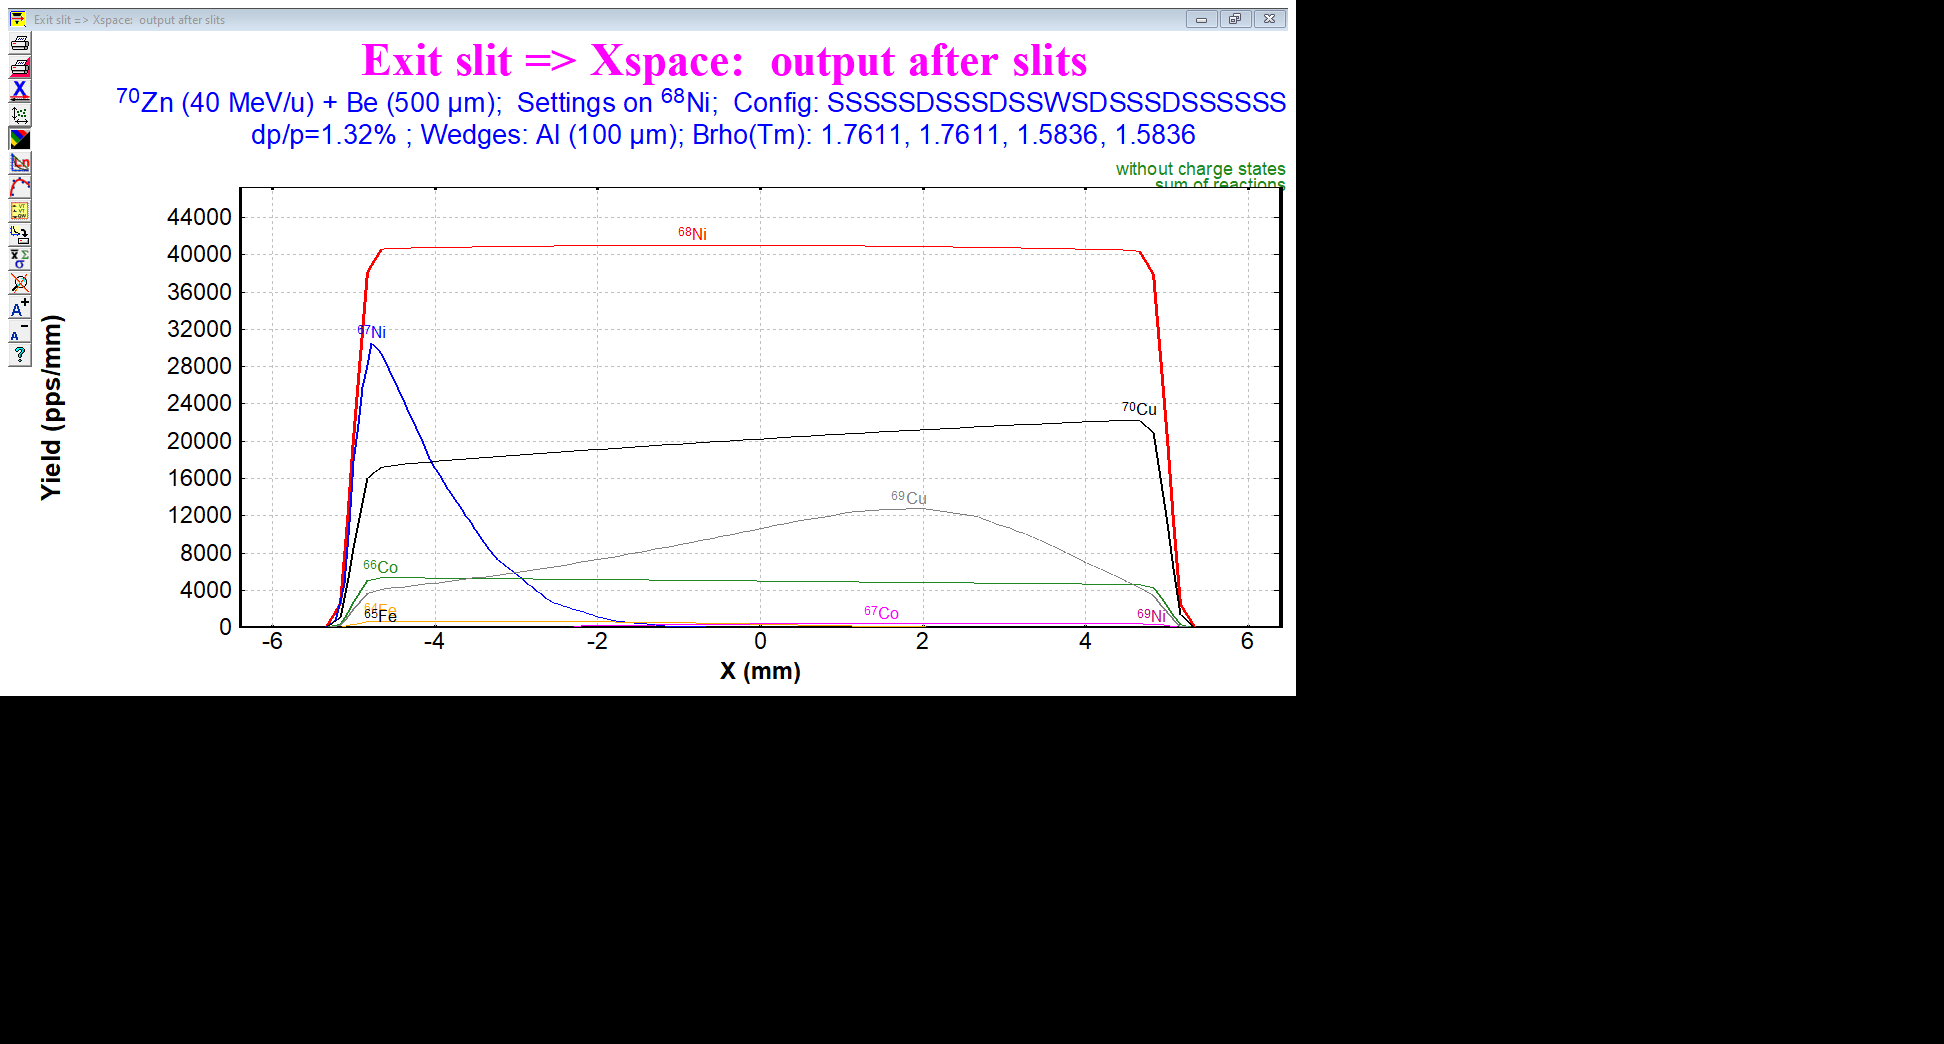 Exit slit => Xspace: output after slits
Exit slit => Xspace: output after slits
70Zn (40 MeV/u) + Be (500 µm); Settings on 68Ni; Config: SSSSSDSSSDSSWSDSSSDSSSSSS
dp/p=1.32% ; Wedges: Al (100 µm); Brho(Tm): 1.7611, 1.7611, 1.5836, 1.5836
without charge states
sum of reactions
44000
40000
36000
32000
28000
24000
20000
16000
12000
8000
4000
0
Yield (pps/mm)
68Ni
67Ni
70Cu
69Cu
66Co
64Fe
65Fe
67Co
69Ni
-6
-4
-2
0
2
4
6
X (mm)